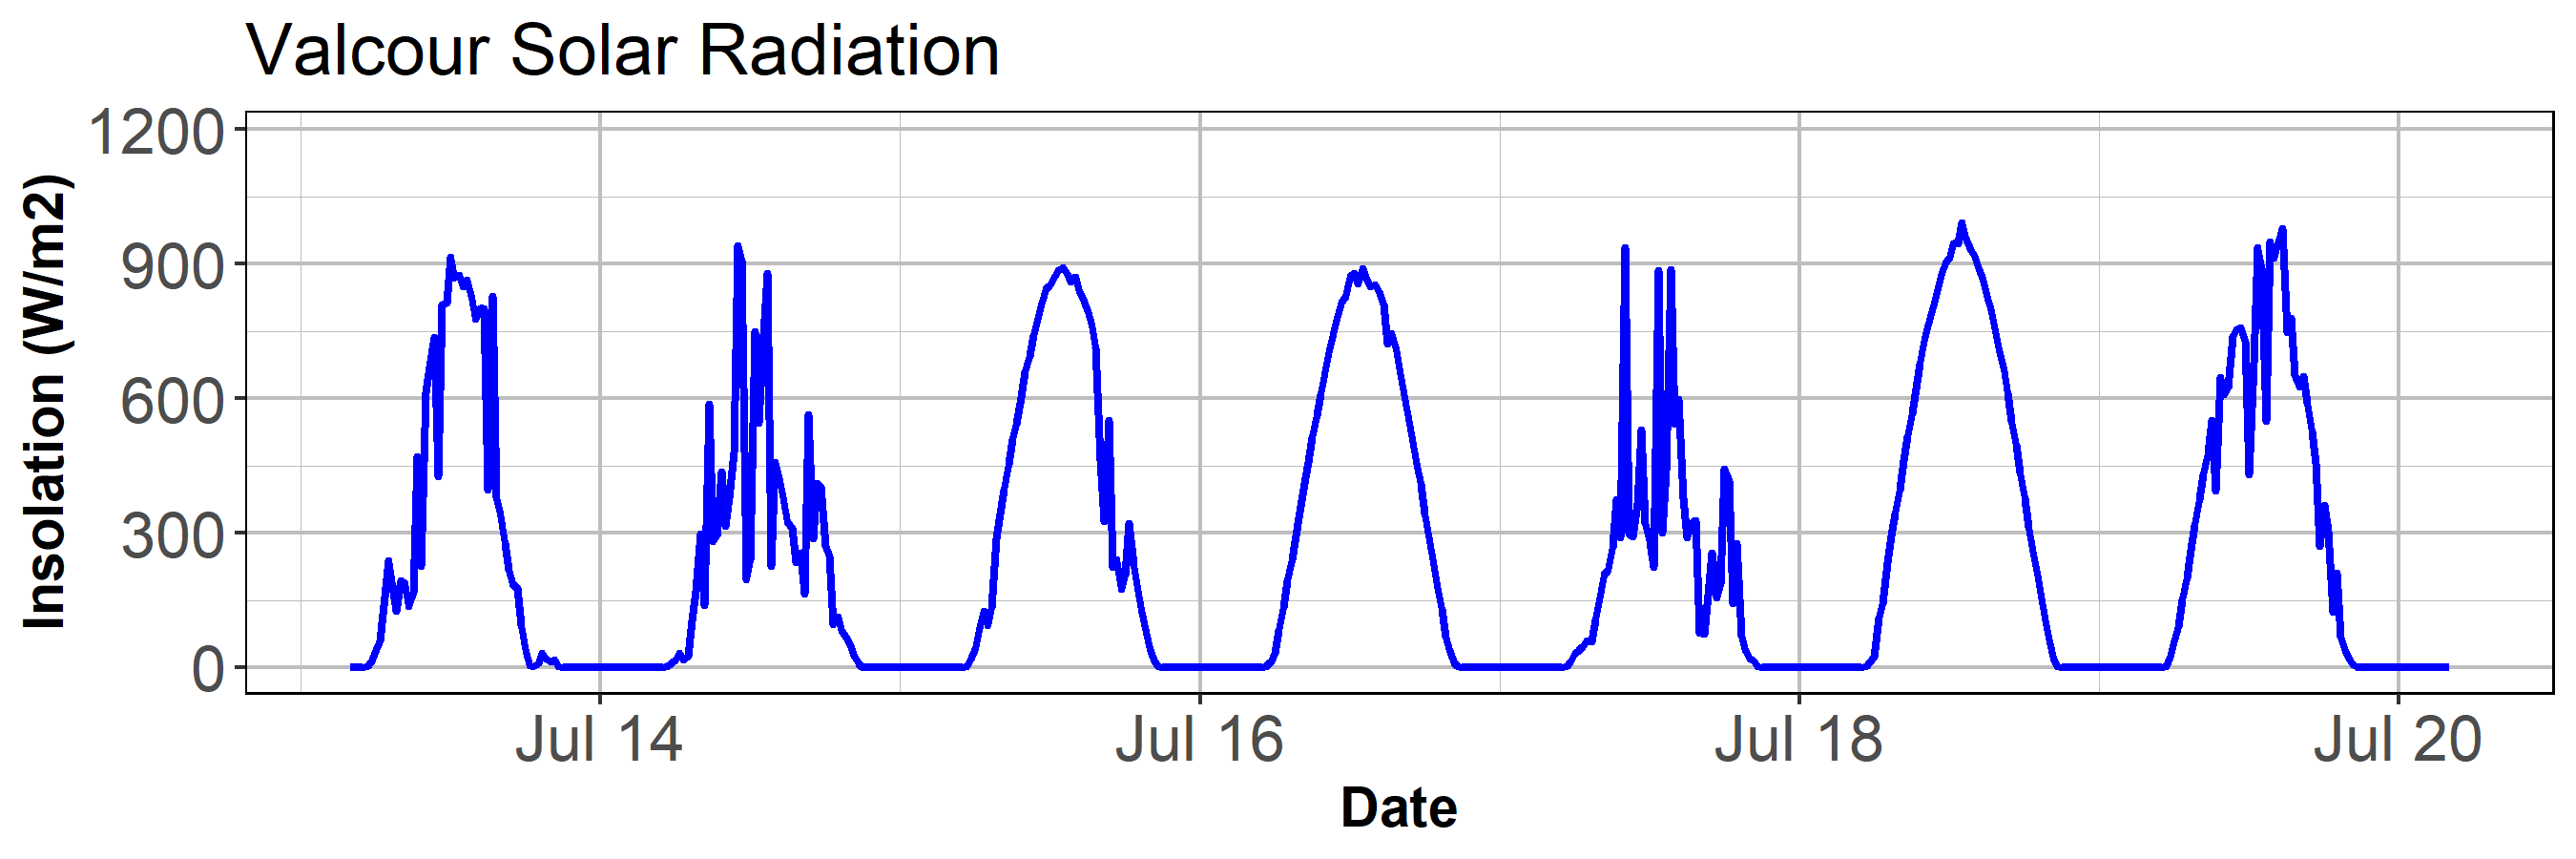 Valcour Solar Radiation
1200
900
600
300
0
Insolation (W/m2)
Jul 14
Jul 16
Jul 18
Jul 20
Date